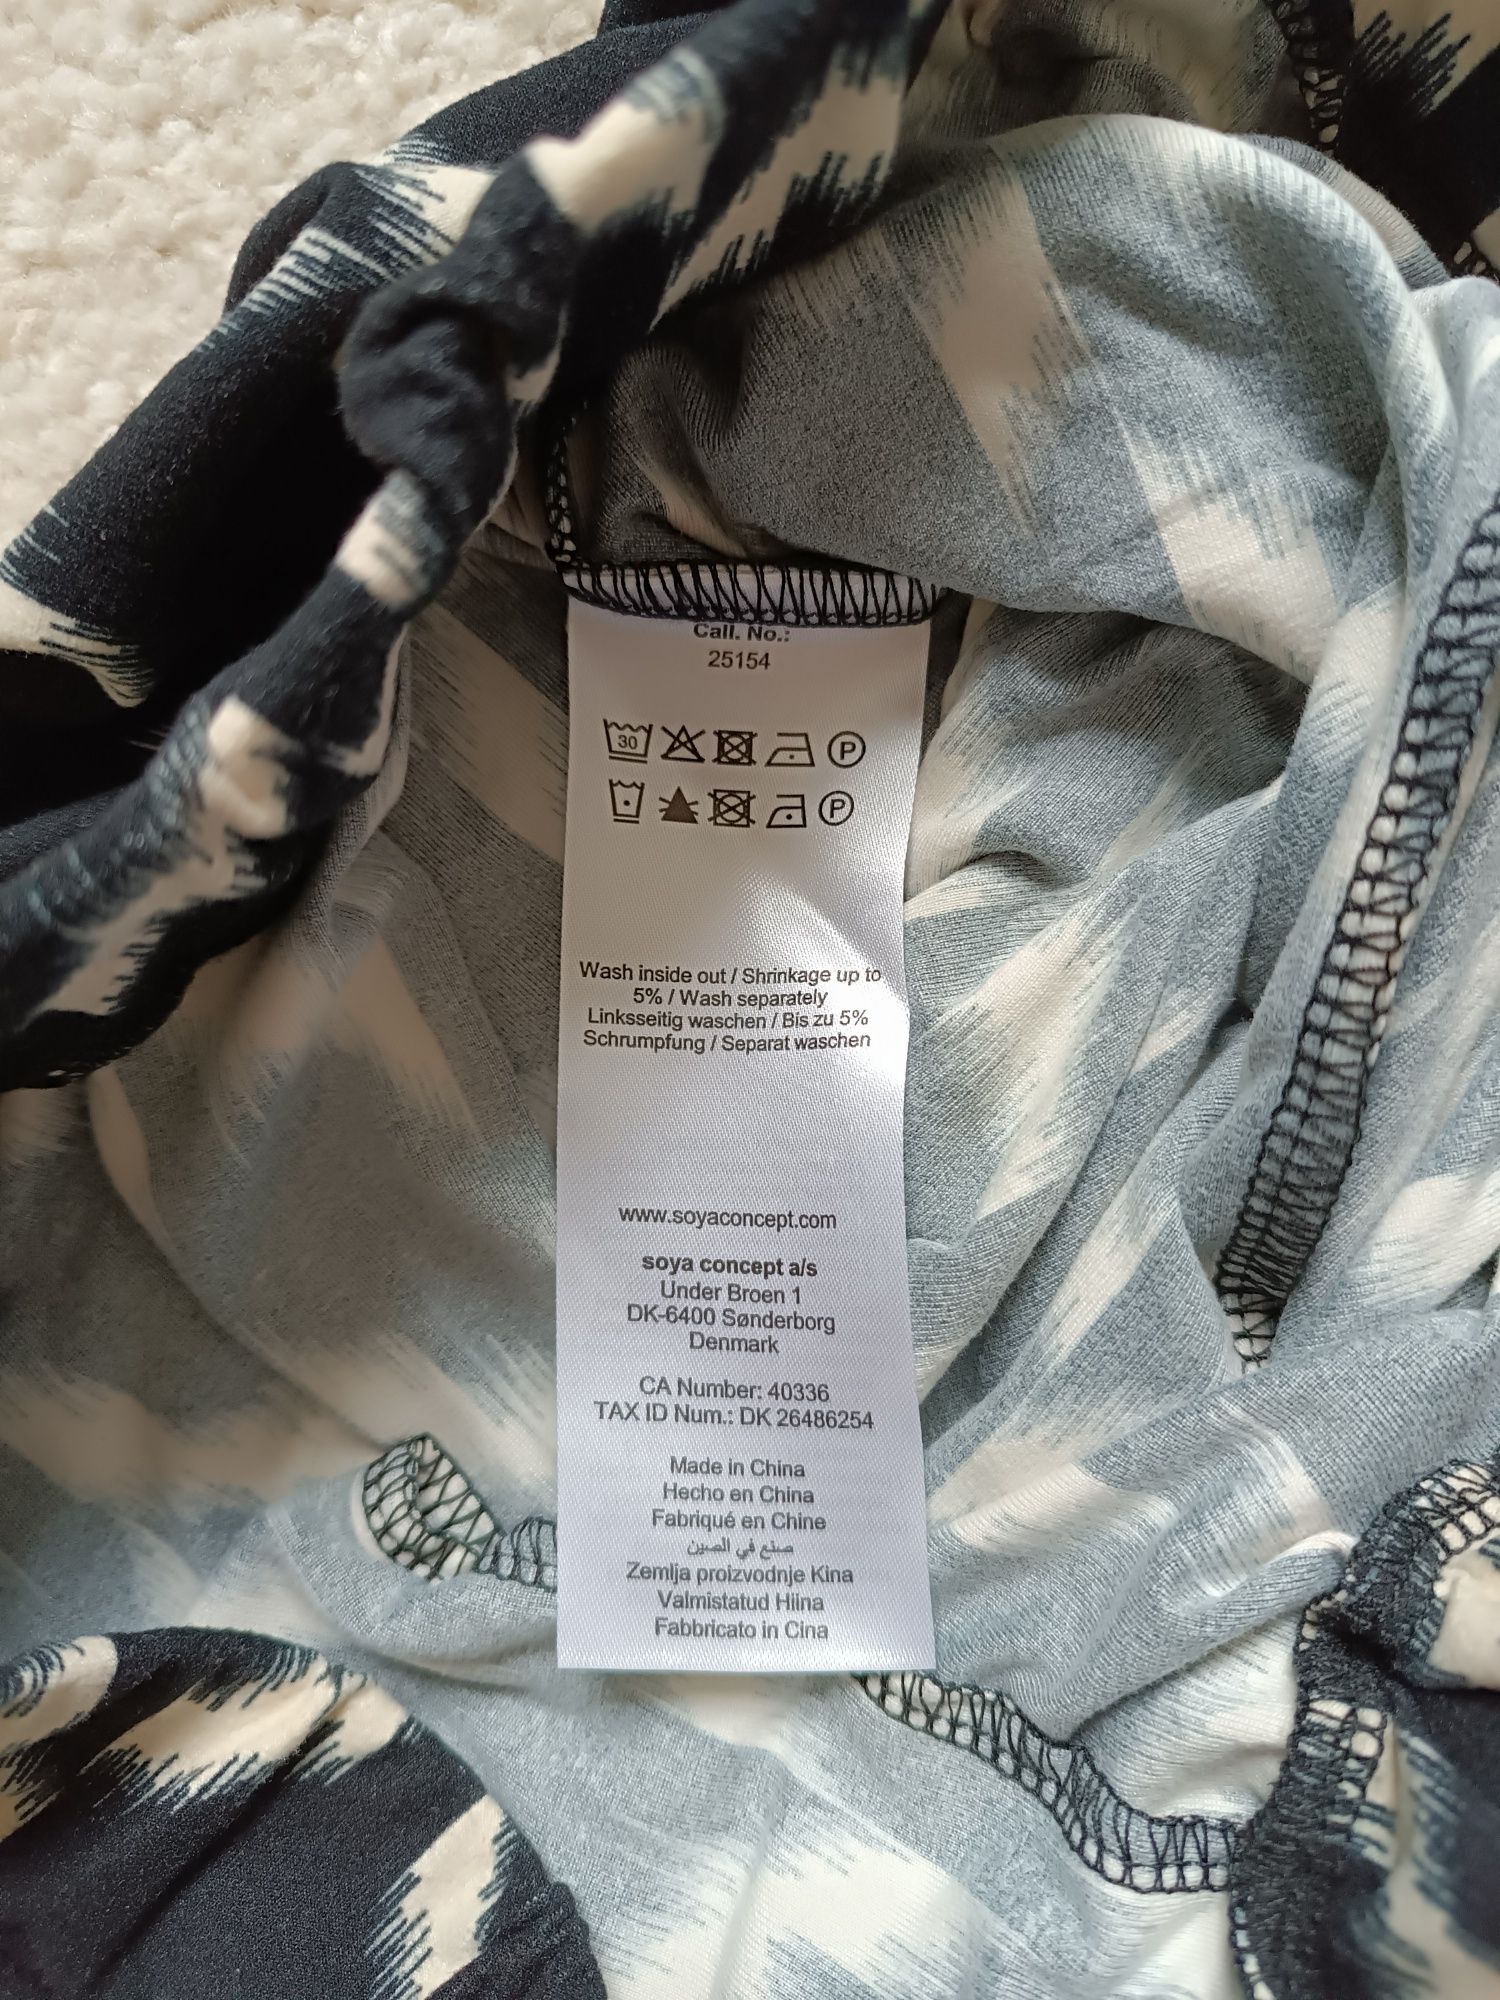 Call. No.:
25154
30 P
P
Wash inside out / Shrinkage up to
5% / Wash separately
Linksseitig waschen / Bis zu 5%
Schrumpfung / Separat waschen
www.soyaconcept.com
soya concept a/s
Under Broen 1
DK-6400 Sønderborg
Denmark
CA Number: 40336
TAX ID Num.: DK 26486254
Made in China
Hecho en China
Fabriqué en Chine
صنع في الصين
Zemlja proizvodnje Kina
Valmistatud Hiina
Fabbricato in Cina